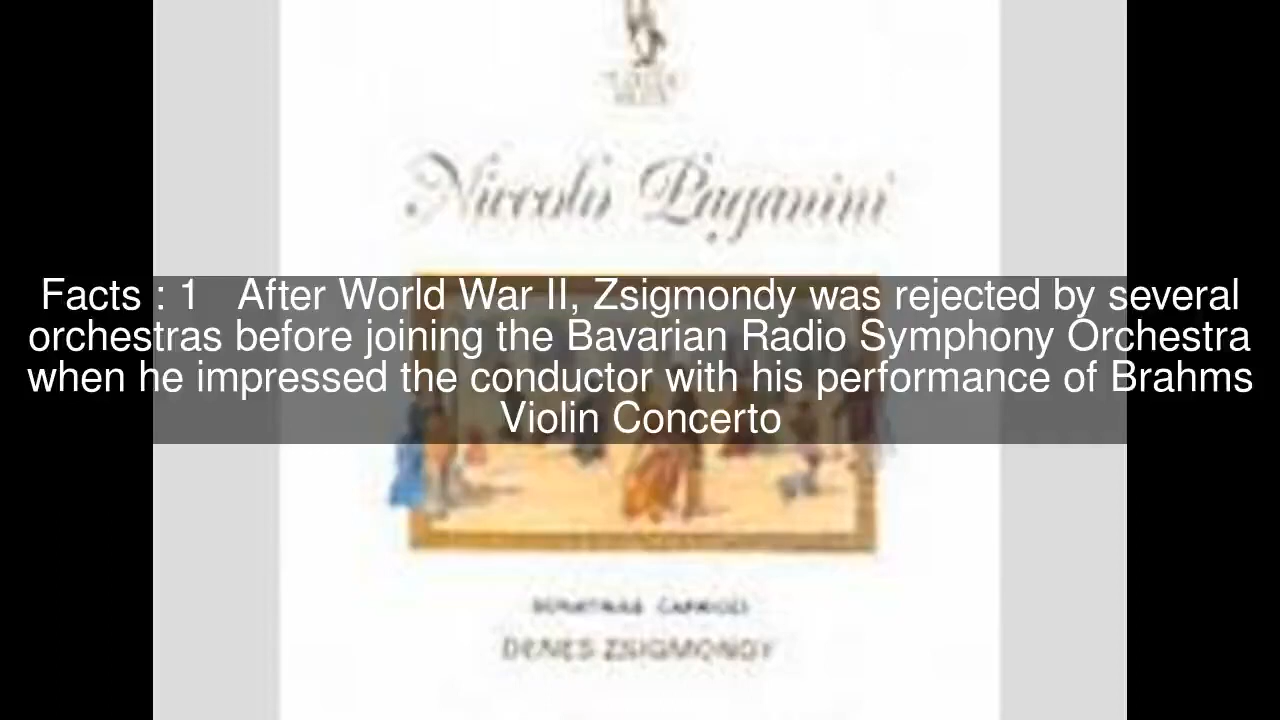 Niccolò Paganini
Facts : 1 After World War II, Zsigmondy was rejected by several
orchestras before joining the Bavarian Radio Symphony Orchestra
when he impressed the conductor with his performance of Brahms
Violin Concerto
DENES ZSIGMONDY